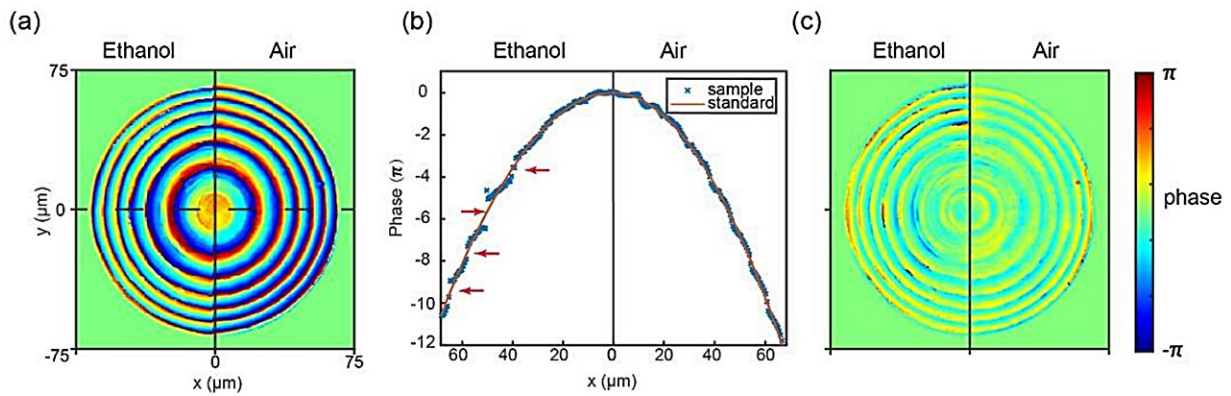 (a)
Ethanol
Air
75
y (μm)
0
-75
0
75
x (μm)
(b)
Ethanol
Air
sample
standard
Phase (π)
0
-2
-4
-6
-8
-10
-12
60
40
20
0
20
40
60
x (μm)
(c)
Ethanol
Air
π
phase
-π